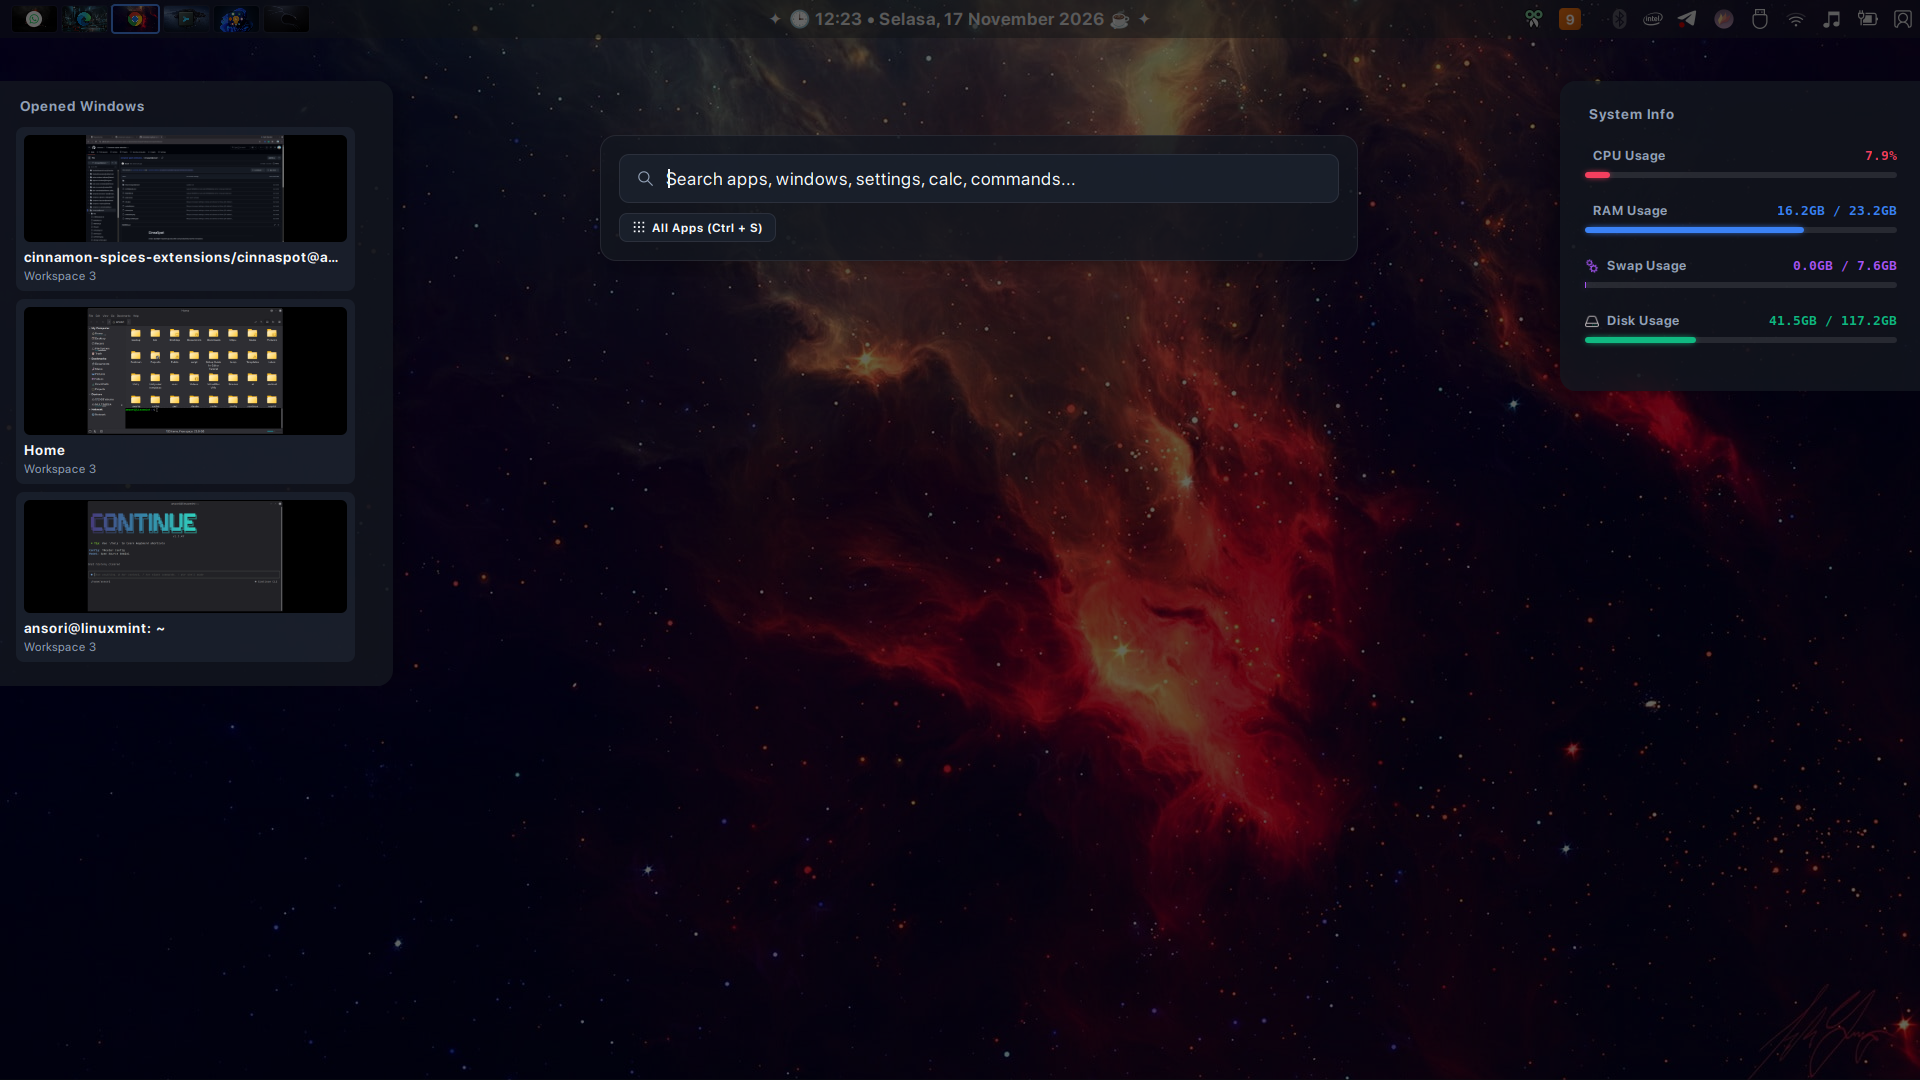 ✦ 🕒 12:23 • Selasa, 17 November 2026 ☕ ✦
9
intel
Opened Windows
cinnamon-spices-extensions/cinnaspot@a...
Workspace 3
Home
Workspace 3
CONTINUE
ansori@linuxmint: ~
Workspace 3
Search apps, windows, settings, calc, commands...
All Apps (Ctrl + S)
System Info
CPU Usage 7.9%
RAM Usage 16.2GB / 23.2GB
Swap Usage 0.0GB / 7.6GB
Disk Usage 41.5GB / 117.2GB